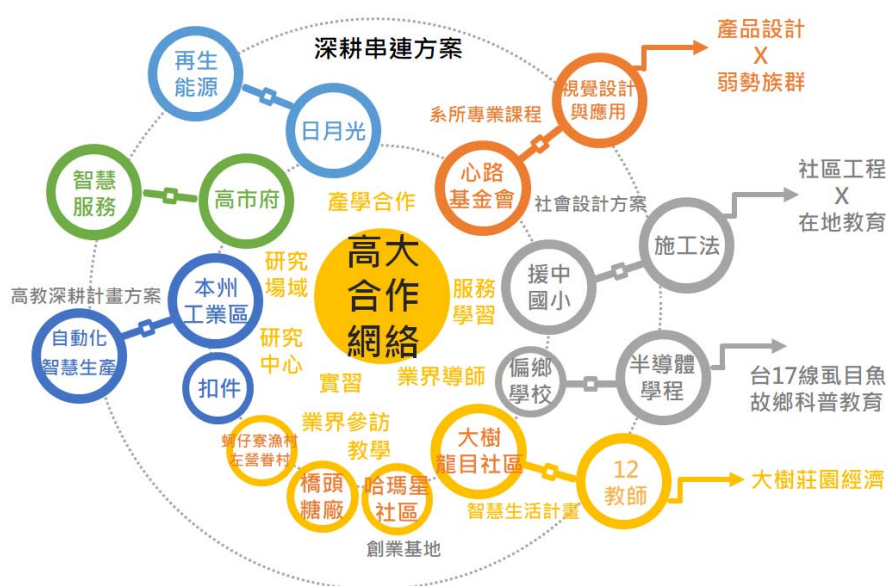 深耕串連方案
再生
能源
日月光
智慧
服務
高市府
高教深耕計畫方案
本州
工業區
自動化
智慧生產
扣件
蚵仔寮漁村
左營眷村
橋頭
糖廠
哈瑪星
社區
創業基地
產學合作
研究
場域
研究
中心
實習
業界參訪
教學
業界導師
服務
學習
高大
合作
網絡
系所專業課程
心路
基金會
視覺設計
與應用
產品設計
X
弱勢族群
社會設計方案
援中
國小
施工法
社區工程
X
在地教育
偏鄉
學校
半導體
學程
台17線虱目魚
故鄉科普教育
大樹
龍目社區
智慧生活計畫
12
教師
大樹莊園經濟